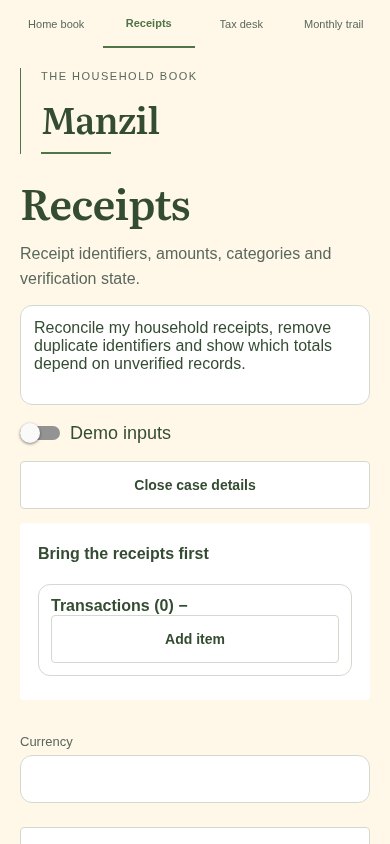 Home book
Receipts
Tax desk
Monthly trail
THE HOUSEHOLD BOOK
Manzil
Receipts
Receipt identifiers, amounts, categories and
verification state.
Reconcile my household receipts, remove
duplicate identifiers and show which totals
depend on unverified records.
Demo inputs
Close case details
Bring the receipts first
Transactions (0) −
Add item
Currency